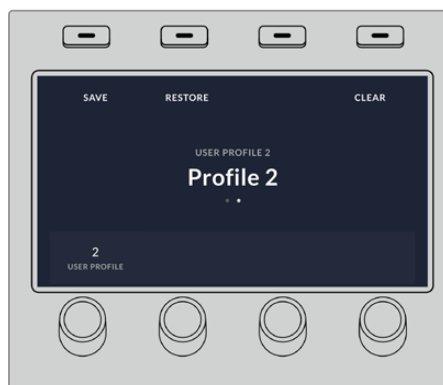 SAVE RESTORE CLEAR
USER PROFILE 2
Profile 2
2
USER PROFILE